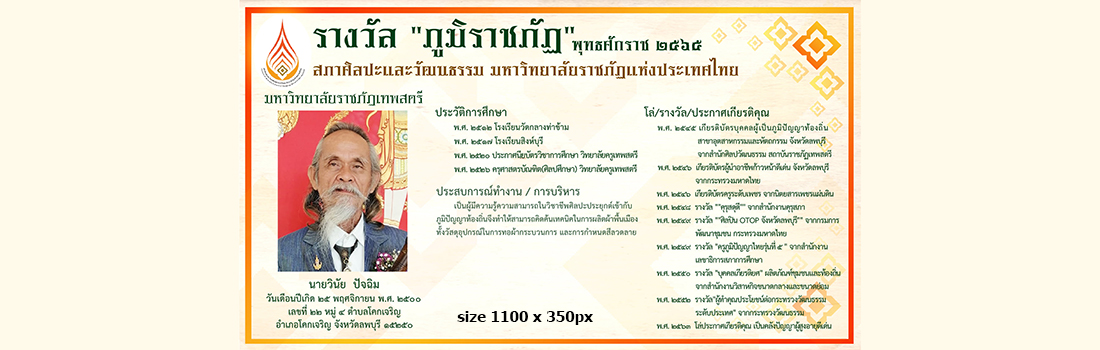 รางวัล "ภูมิราชภัฏ" พุทธศักราช ๒๕๖๕
สภาศิลปะและวัฒนธรรม มหาวิทยาลัยราชภัฏแห่งประเทศไทย
มหาวิทยาลัยราชภัฏเทพสตรี
นายวินัย ปัจฉิม
วันเดือนปีเกิด ๒๕ พฤศจิกายน พ.ศ. ๒๕๐๐
เลขที่ ๒๒ หมู่ ๔ ตำบลโคกเจริญ
อำเภอโคกเจริญ จังหวัดลพบุรี ๑๕๒๕๐
ประวัติการศึกษา
พ.ศ. ๒๕๑๒ โรงเรียนวัดกลางท่าข้าม
พ.ศ. ๒๕๑๗ โรงเรียนสิงห์บุรี
พ.ศ. ๒๕๒๐ ประกาศนียบัตรวิชาการศึกษา วิทยาลัยครูเทพสตรี
พ.ศ. ๒๕๒๖ ครุศาสตรบัณฑิต(ศิลปศึกษา) วิทยาลัยครูเทพสตรี
ประสบการณ์ทำงาน / การบริหาร
เป็นผู้มีความรู้ความสามารถในวิชาชีพศิลปะประยุกต์เข้ากับ
ภูมิปัญญาท้องถิ่นจึงทำให้สามารถคิดค้นเทคนิคในการผลิตผ้าพื้นเมือง
ทั้งวัสดุอุปกรณ์ในการทอผ้ากระบวนการ และการกำหนดสีลวดลาย
โล่/รางวัล/ประกาศเกียรติคุณ
พ.ศ. ๒๕๔๕ เกียรติบัตรบุคคลผู้เป็นภูมิปัญญาท้องถิ่น
สาขาอุตสาหกรรมและหัตถกรรม จังหวัดลพบุรี
จากสำนักศิลปวัฒนธรรม สถาบันราชภัฏเทพสตรี
พ.ศ. ๒๕๔๖ เกียรติบัตรผู้นำอาชีพก้าวหน้าดีเด่น จังหวัดลพบุรี
จากกระทรวงมหาดไทย
พ.ศ. ๒๕๔๖ เกียรติบัตรครูระดับเพชร จากนิตยสารเพชรแผ่นดิน
พ.ศ. ๒๕๔๘ รางวัล ""คุรุสดุดี"" จากสำนักงานคุรุสภา
พ.ศ. ๒๕๔๙ รางวัล ""ศิลปิน OTOP จังหวัดลพบุรี"" จากกรมการ
พัฒนาชุมชน กระทรวงมหาดไทย
พ.ศ. ๒๕๔๙ รางวัล "ครูภูมิปัญญาไทยรุ่นที่ ๕ " จากสำนักงาน
เลขาธิการสภาการศึกษา
พ.ศ. ๒๕๕๐ รางวัล "บุคคลเกียรติยศ" ผลิตภัณฑ์ชุมชนและท้องถิ่น
จากสำนักงานวิสาหกิจขนาดกลางและขนาดย่อม
พ.ศ. ๒๕๕๒ รางวัล"ผู้ทำคุณประโยชน์ต่อกระทรวงวัฒนธรรม
ระดับประเทศ" จากกระทรวงวัฒนธรรม
พ.ศ. ๒๕๖๓ โล่ประกาศเกียรติคุณ เป็นคลังปัญญาผู้สูงอายุดีเด่น
size 1100 x 350px